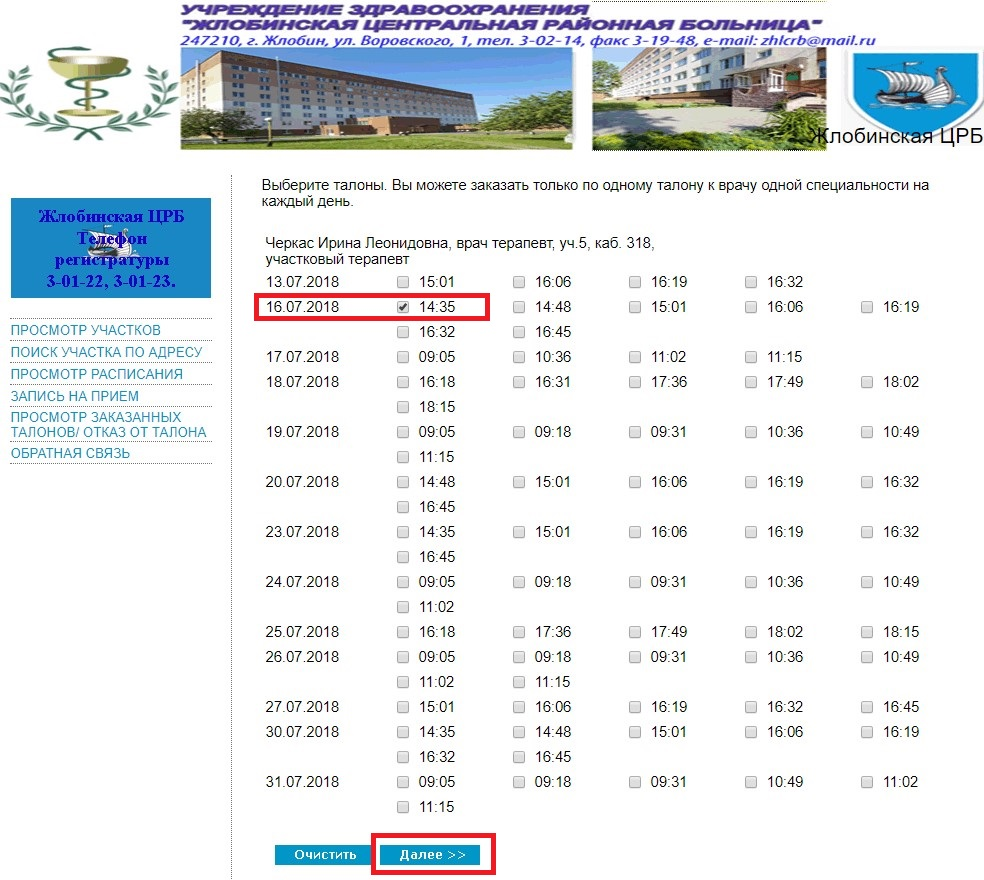 УЧРЕЖДЕНИЕ ЗДРАВООХРАНЕНИЯ
"ЖЛОБИНСКАЯ ЦЕНТРАЛЬНАЯ РАЙОННАЯ БОЛЬНИЦА"
247210, г. Жлобин, ул. Воровского, 1, тел. 3-02-14, факс 3-19-48, e-mail: zhlcrb@mail.ru
Жлобинская ЦРБ
Жлобинская ЦРБ
Телефон
регистратуры
3-01-22, 3-01-23.
ПРОСМОТР УЧАСТКОВ
ПОИСК УЧАСТКА ПО АДРЕСУ
ПРОСМОТР РАСПИСАНИЯ
ЗАПИСЬ НА ПРИЕМ
ПРОСМОТР ЗАКАЗАННЫХ
ТАЛОНОВ/ ОТКАЗ ОТ ТАЛОНА
ОБРАТНАЯ СВЯЗЬ
Выберите талоны. Вы можете заказать только по одному талону к врачу одной специальности на
каждый день.
Черкас Ирина Леонидовна, врач терапевт, уч.5, каб. 318,
участковый терапевт
13.07.2018 15:01 16:06 16:19 16:32
16.07.2018 14:35 14:48 15:01 16:06 16:19
16:32 16:45
17.07.2018 09:05 10:36 11:02 11:15
18.07.2018 16:18 16:31 17:36 17:49 18:02
18:15
19.07.2018 09:05 09:18 09:31 10:36 10:49
11:15
20.07.2018 14:48 15:01 16:06 16:19 16:32
16:45
23.07.2018 14:35 15:01 16:06 16:19 16:32
16:45
24.07.2018 09:05 09:18 09:31 10:36 10:49
11:02
25.07.2018 16:18 17:36 17:49 18:02 18:15
26.07.2018 09:05 09:18 09:31 10:36 10:49
11:02 11:15
27.07.2018 15:01 16:06 16:19 16:32 16:45
30.07.2018 14:35 14:48 15:01 16:06 16:19
16:32 16:45
31.07.2018 09:05 09:18 09:31 10:49 11:02
11:15
Очистить Далее >>